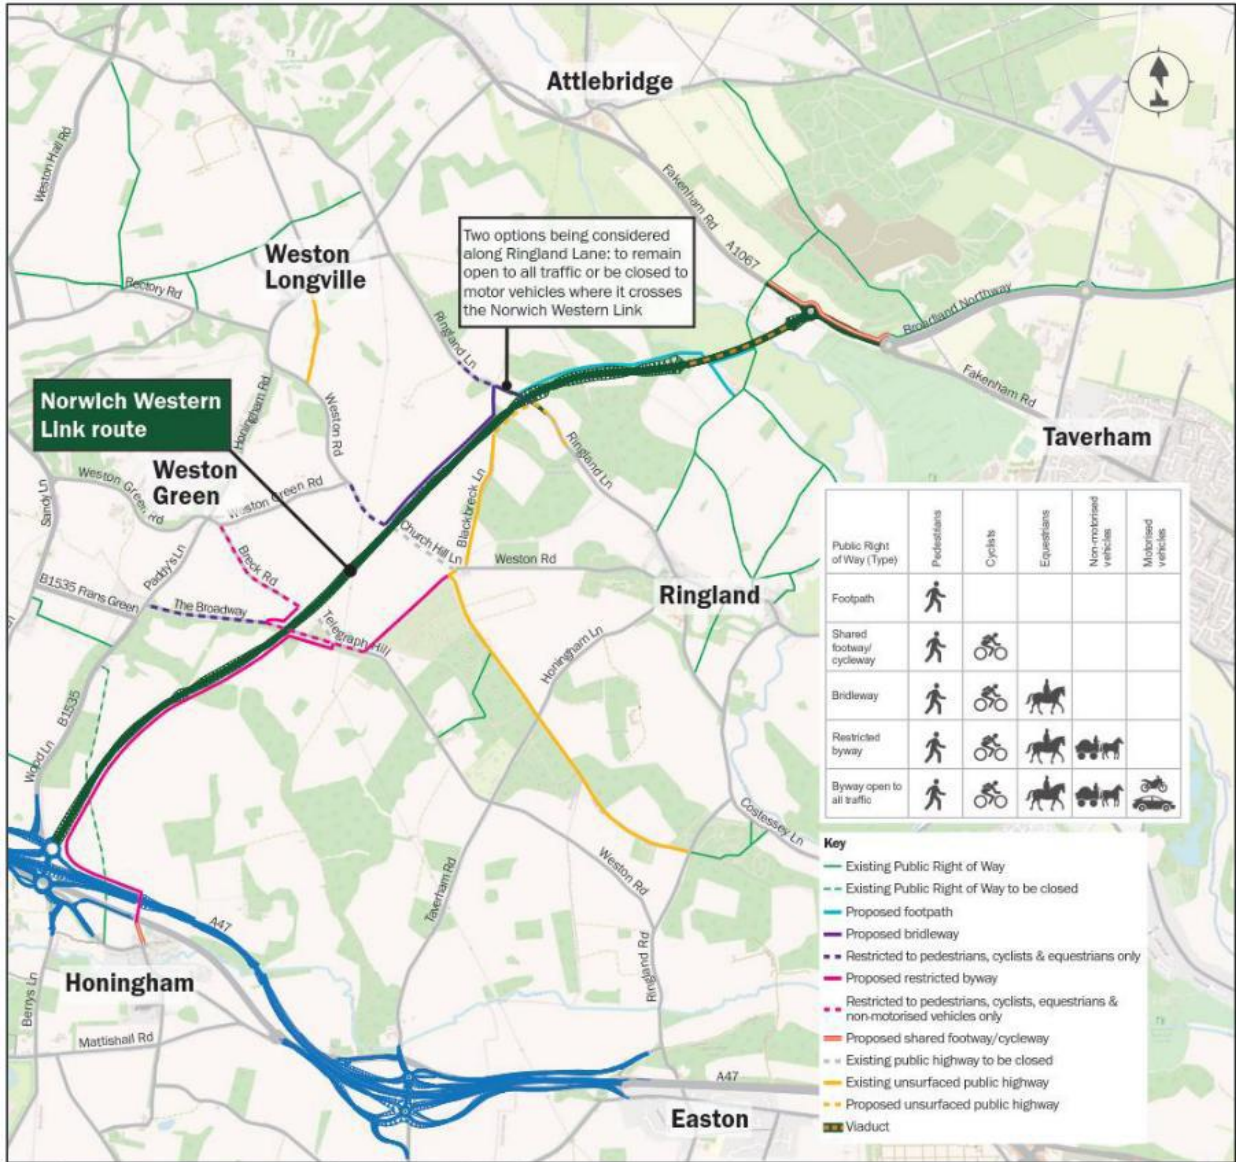 Attlebridge
Weston Hall Rd
Fakenham Rd
A1067
Weston
Longville
Two options being considered
along Ringland Lane: to remain
open to all traffic or be closed to
motor vehicles where it crosses
the Norwich Western Link
Rectory Rd
Ringland Ln
Broadland Northway
Fakenham Rd
Norwich Western
Link route
Honingham Rd
Weston Rd
Taverham
Weston
Green
Weston Green Rd
Weston Green Rd
Sandy Ln
Ringland Ln
Blackbreck Ln
Church Hill Ln
Weston Rd
Paddy's Ln
Breck Rd
B1535 Frans Green
The Broadway
Telegraph Hill
Ringland
Honingham Ln
B1535
Wood Ln
Costessey Ln
Weston Rd
Taverham Rd
A47
Ringland Rd
Honingham
Berrys Ln
Mattishall Rd
A47
Easton
Public Right
of Way (Type)
Pedestrians
Cyclists
Equestrians
Non-motorised
vehicles
Motorised
vehicles
Footpath
Shared
footway/
cycleway
Bridleway
Restricted
byway
Byway open to
all traffic
Key
Existing Public Right of Way
Existing Public Right of Way to be closed
Proposed footpath
Proposed bridleway
Restricted to pedestrians, cyclists & equestrians only
Proposed restricted byway
Restricted to pedestrians, cyclists, equestrians &
non-motorised vehicles only
Proposed shared footway/cycleway
Existing public highway to be closed
Existing unsurfaced public highway
Proposed unsurfaced public highway
Viaduct